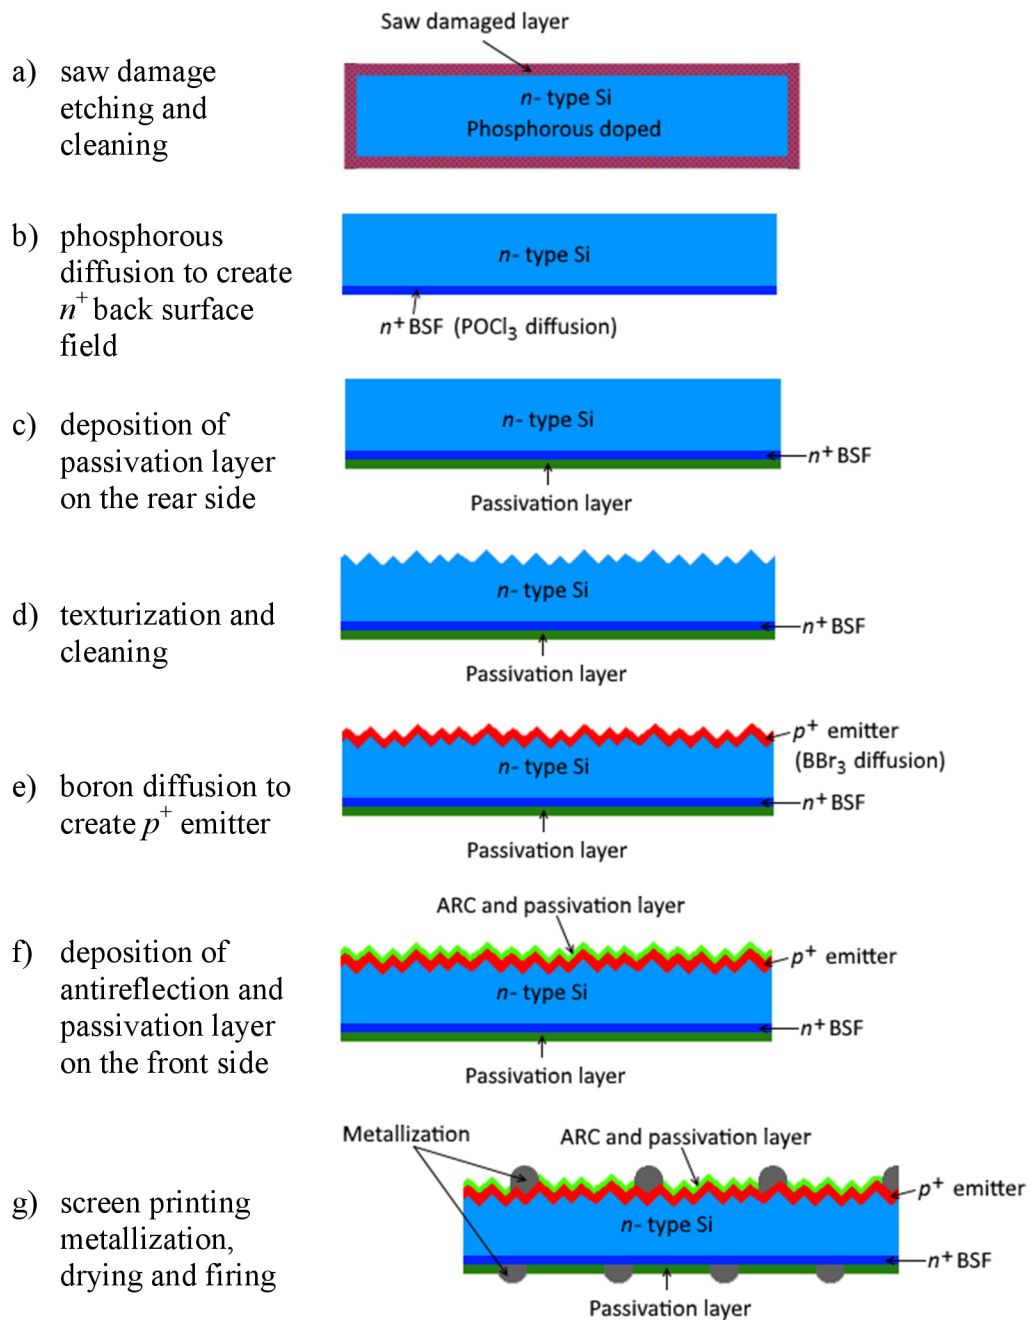 Saw damaged layer
a) saw damage
etching and
cleaning
n- type Si
Phosphorous doped
b) phosphorous
diffusion to create
n⁺ back surface
field
n- type Si
n⁺ BSF (POCl₃ diffusion)
c) deposition of
passivation layer
on the rear side
n- type Si
n⁺ BSF
Passivation layer
d) texturization and
cleaning
n- type Si
n⁺ BSF
Passivation layer
e) boron diffusion to
create p⁺ emitter
p⁺ emitter
(BBr₃ diffusion)
n- type Si
n⁺ BSF
Passivation layer
f) deposition of
antireflection and
passivation layer
on the front side
ARC and passivation layer
p⁺ emitter
n- type Si
n⁺ BSF
Passivation layer
g) screen printing
metallization,
drying and firing
Metallization
ARC and passivation layer
p⁺ emitter
n- type Si
n⁺ BSF
Passivation layer